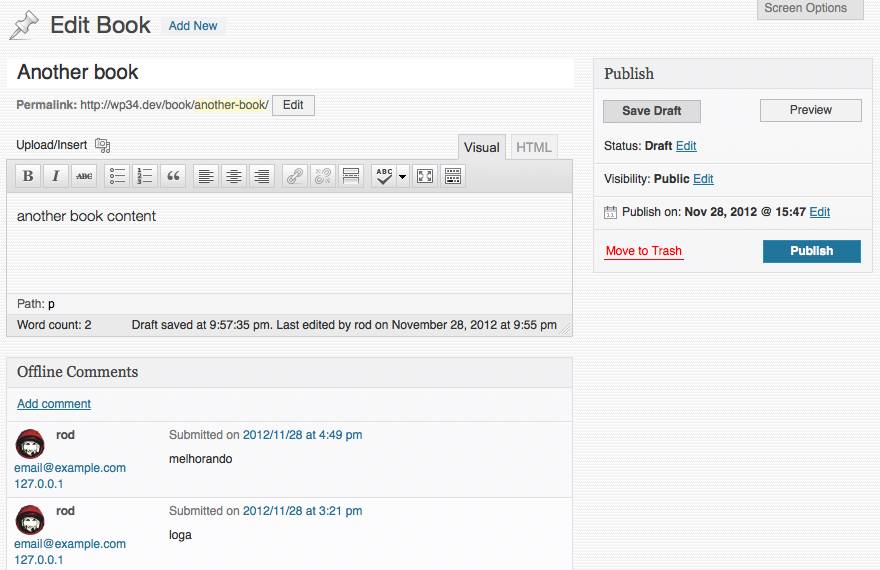 Screen Options
Edit Book Add New
Another book
Permalink: http://wp34.dev/book/another-book/ Edit
Upload/Insert
Visual HTML
B I ABC ABC
another book content
Path: p
Word count: 2 Draft saved at 9:57:35 pm. Last edited by rod on November 28, 2012 at 9:55 pm
Publish
Save Draft Preview
Status: Draft Edit
Visibility: Public Edit
11 Publish on: Nov 28, 2012 @ 15:47 Edit
Move to Trash Publish
Offline Comments
Add comment
rod Submitted on 2012/11/28 at 4:49 pm
melhorando
email@example.com
127.0.0.1
rod Submitted on 2012/11/28 at 3:21 pm
loga
email@example.com
127.0.0.1